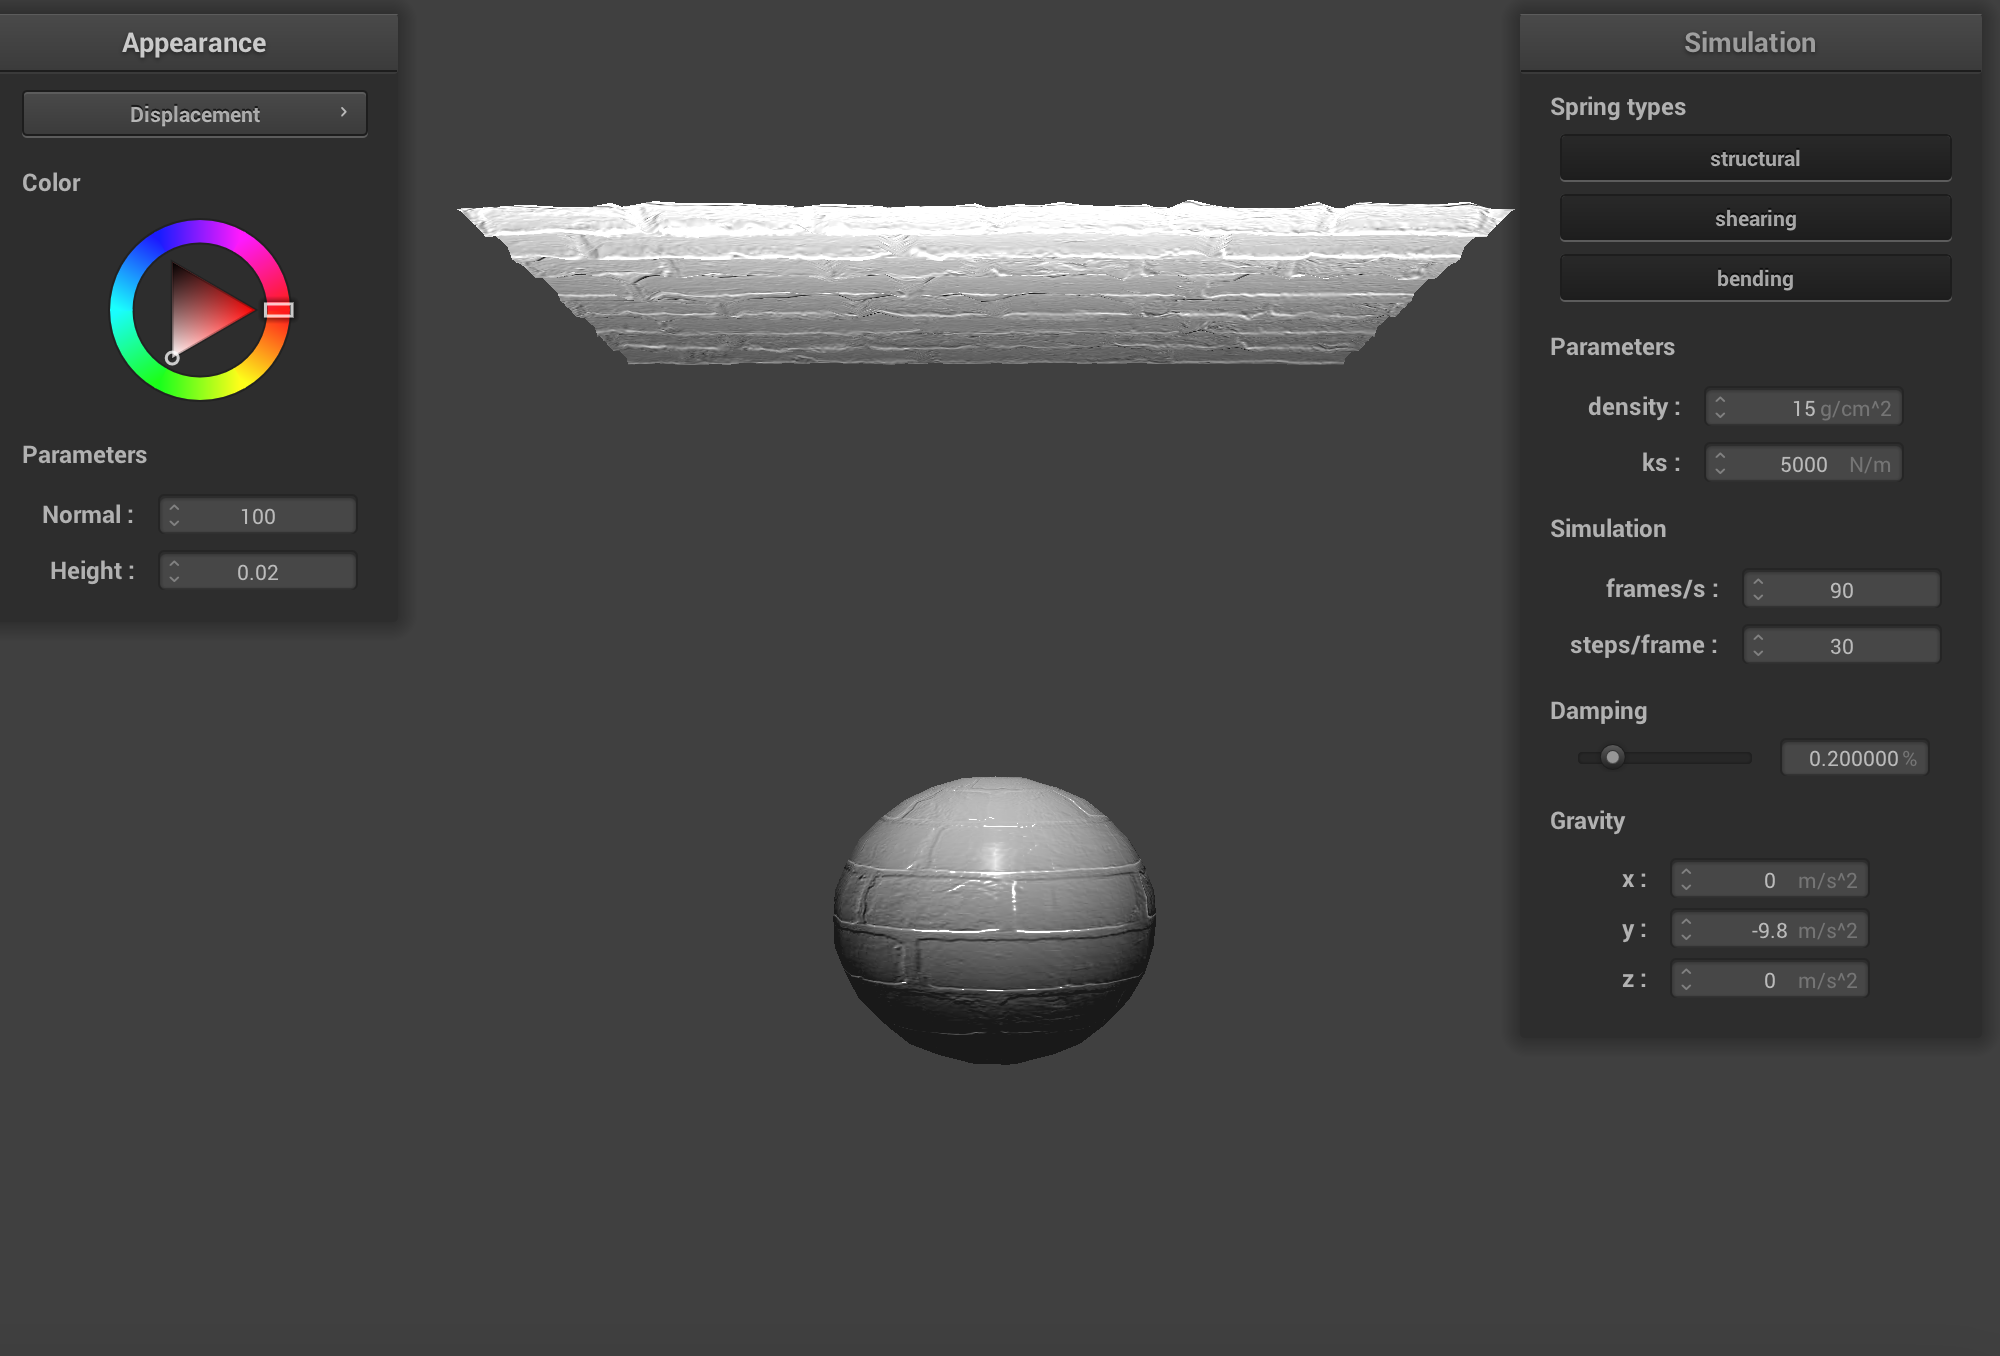 Appearance
Displacement
Color
Parameters
Normal : 100
Height : 0.02
Simulation
Spring types
structural
shearing
bending
Parameters
density : 15 g/cm^2
ks : 5000 N/m
Simulation
frames/s : 90
steps/frame : 30
Damping
0.200000 %
Gravity
x : 0 m/s^2
y : -9.8 m/s^2
z : 0 m/s^2